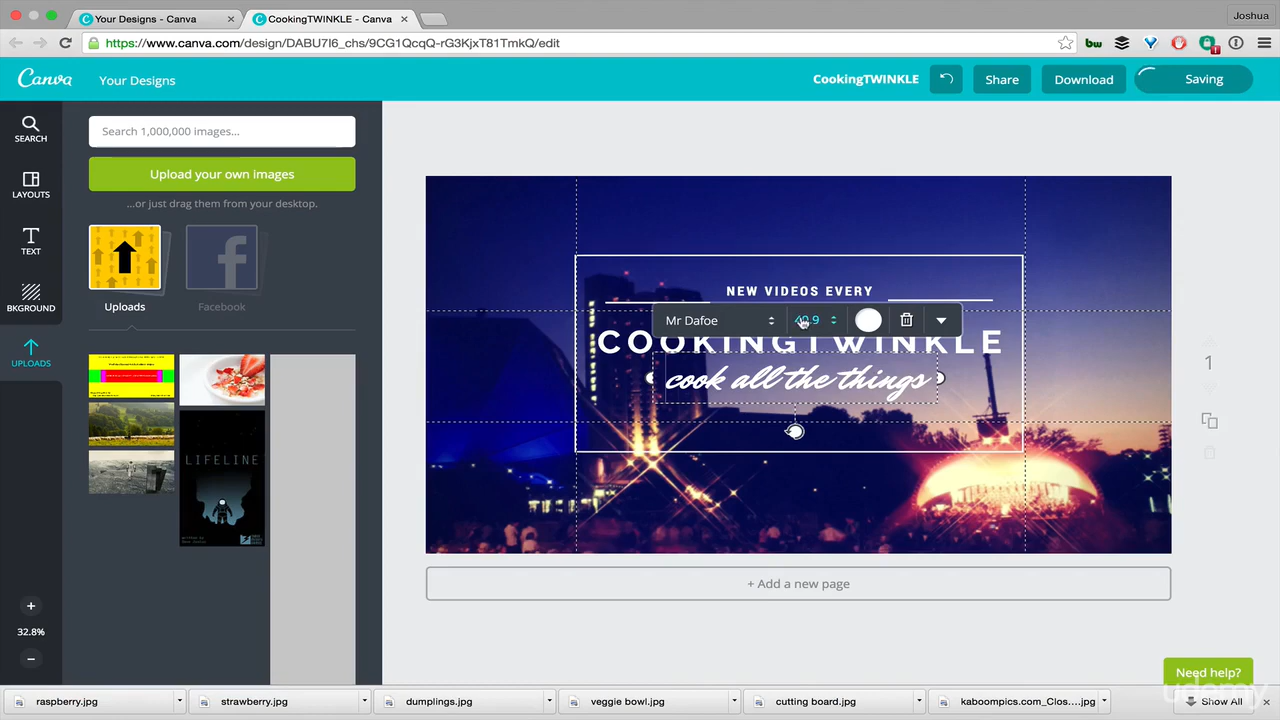 Your Designs - Canva
CookingTWINKLE - Canva
Joshua
https://www.canva.com/design/DABU7I6_chs/9CG1QcqQ-rG3KjxT81TmkQ/edit
Canva
Your Designs
CookingTWINKLE
Share
Download
Saving
SEARCH
LAYOUTS
TEXT
BKGROUND
UPLOADS
Search 1,000,000 images...
Upload your own images
...or just drag them from your desktop.
Uploads
Facebook
LIFELINE
NEW VIDEOS EVERY
Mr Dafoe
COOKINGTWINKLE
cook all the things
1
+ Add a new page
32.8%
Need help?
raspberry.jpg
strawberry.jpg
dumplings.jpg
veggie bowl.jpg
cutting board.jpg
kaboompics.com_Clos....jpg
Show All
udemy